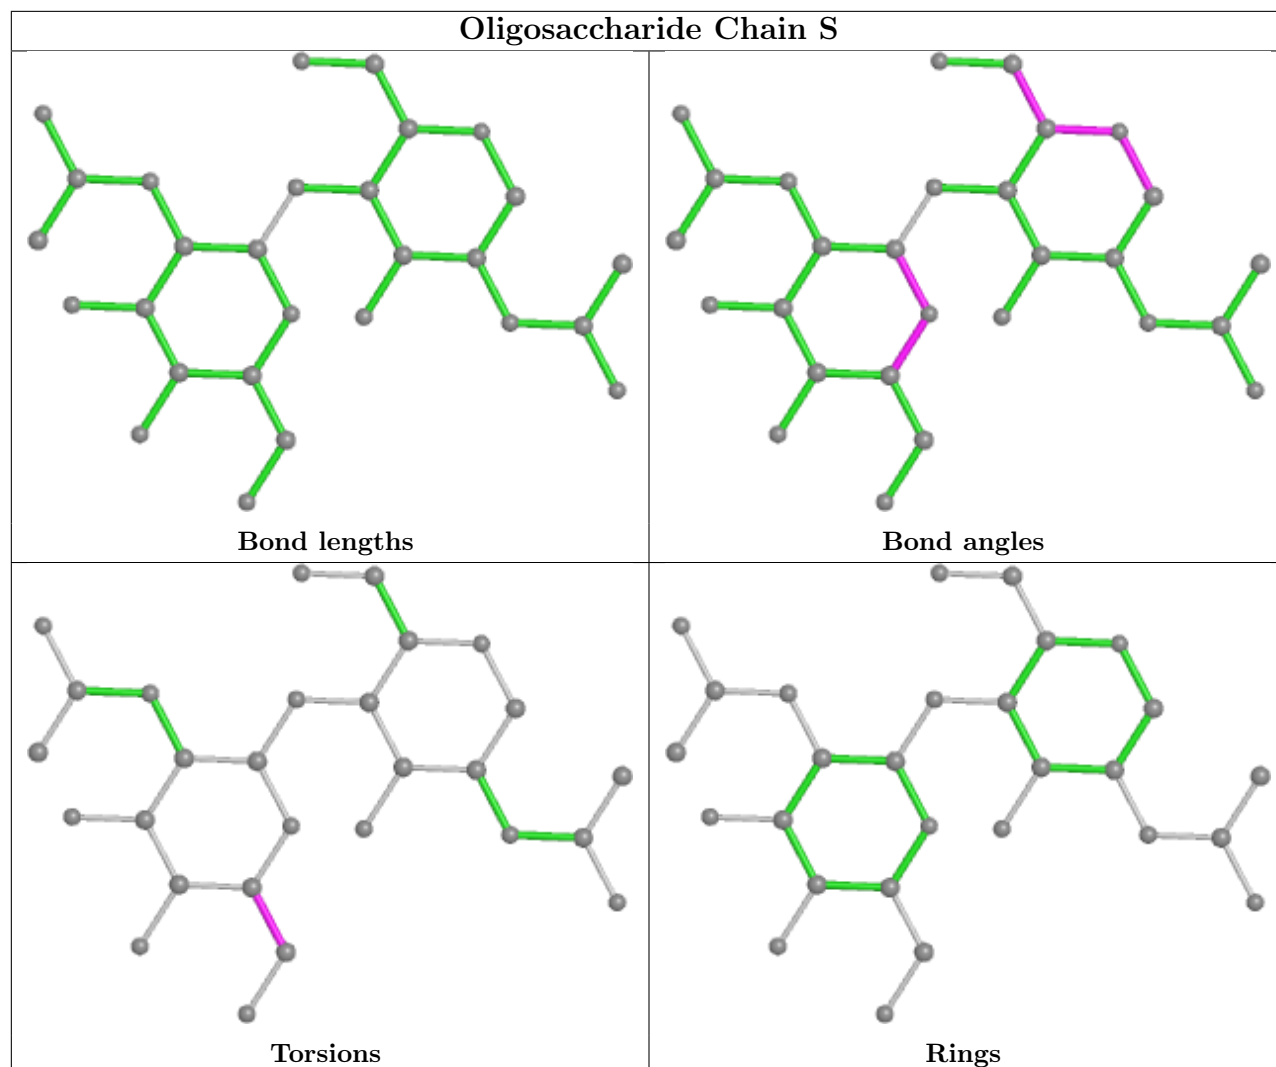 Oligosaccharide Chain S
Bond lengths
Bond angles
Torsions
Rings